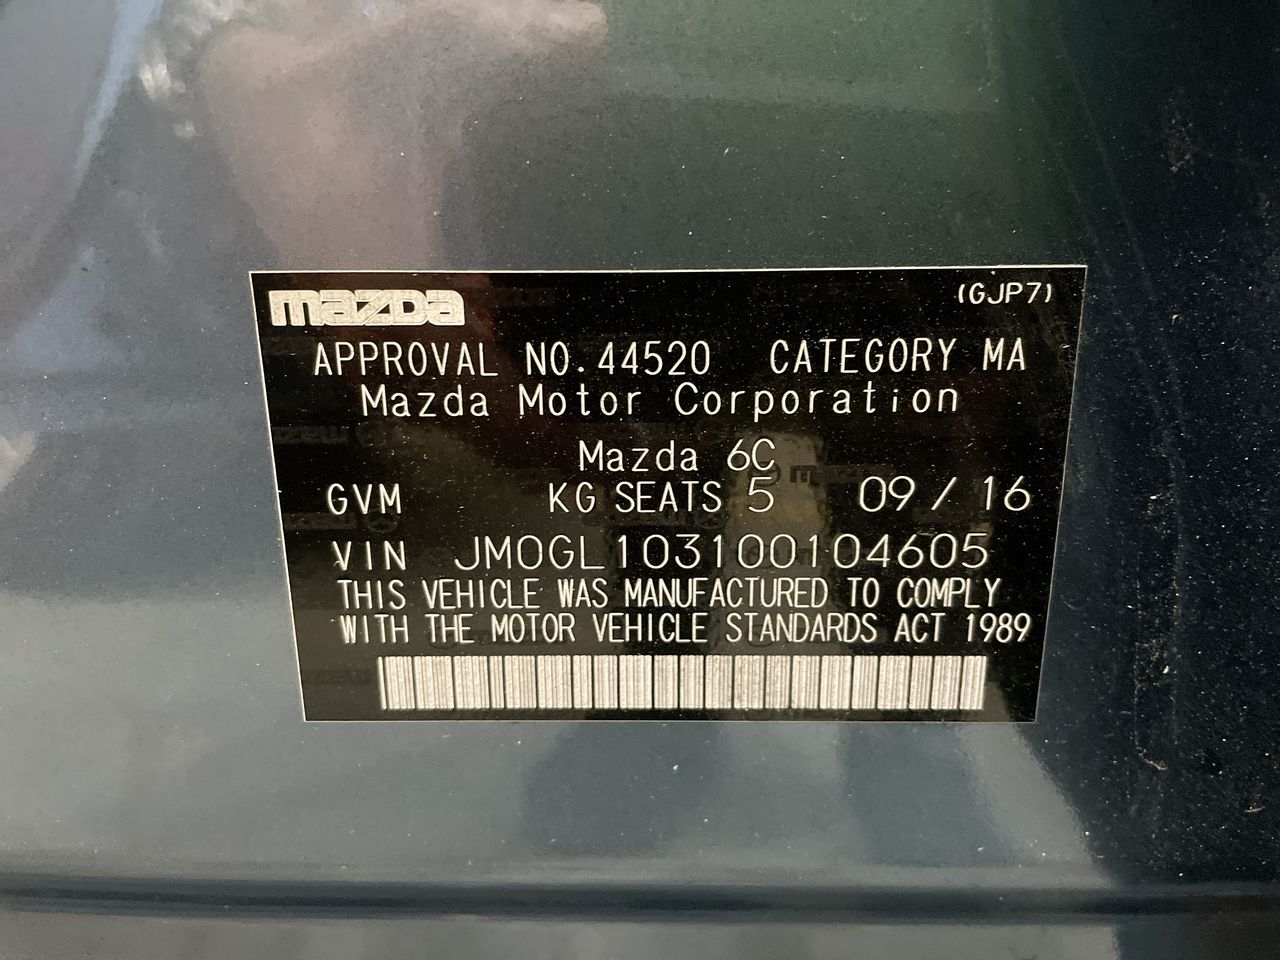 mazda (GJP7)
APPROVAL NO. 44520 CATEGORY MA
Mazda Motor Corporation
Mazda 6C
GVM KG SEATS 5 09 / 16
VIN JM0GL103100104605
THIS VEHICLE WAS MANUFACTURED TO COMPLY
WITH THE MOTOR VEHICLE STANDARDS ACT 1989